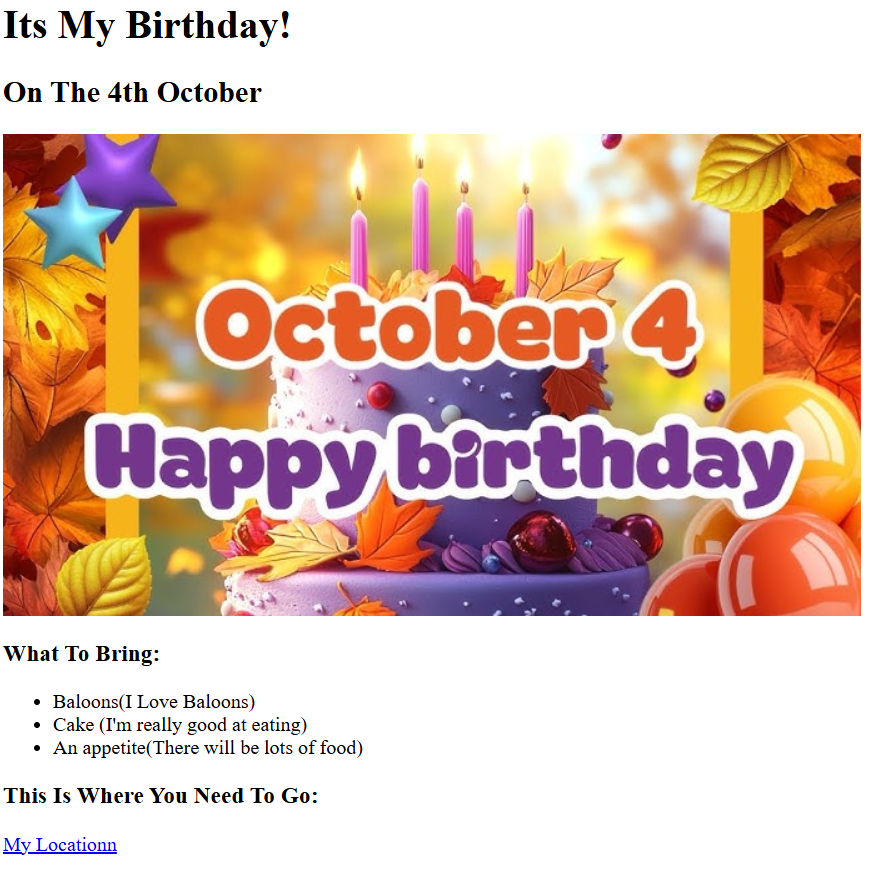 Its My Birthday!
On The 4th October
October 4
Happy birthday
What To Bring:
Baloons(I Love Baloons)
Cake (I'm really good at eating)
An appetite(There will be lots of food)
This Is Where You Need To Go:
My Locationn